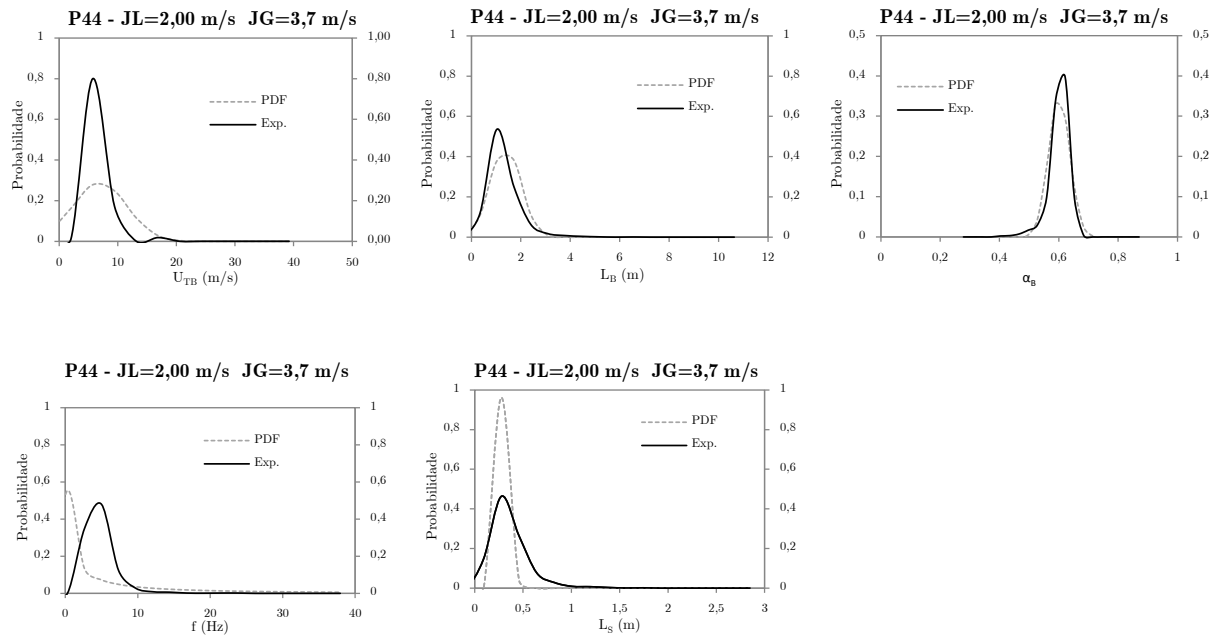 P44 - JL=2,00 m/s JG=3,7 m/s
1
0,8
0,6
0,4
0,2
0
1,00
0,80
0,60
0,40
0,20
0,00
Probabilidade
PDF
Exp.
0 10 20 30 40 50
U_TB (m/s)
P44 - JL=2,00 m/s JG=3,7 m/s
1
0,8
0,6
0,4
0,2
0
1
0,8
0,6
0,4
0,2
0
Probabilidade
PDF
Exp.
0 2 4 6 8 10 12
L_B (m)
P44 - JL=2,00 m/s JG=3,7 m/s
0,5
0,4
0,3
0,2
0,1
0
0,5
0,4
0,3
0,2
0,1
0
Probabilidade
PDF
Exp.
0 0,2 0,4 0,6 0,8 1
α_B
P44 - JL=2,00 m/s JG=3,7 m/s
1
0,8
0,6
0,4
0,2
0
1
0,8
0,6
0,4
0,2
0
Probabilidade
PDF
Exp.
0 10 20 30 40
f (Hz)
P44 - JL=2,00 m/s JG=3,7 m/s
1
0,8
0,6
0,4
0,2
0
1
0,8
0,6
0,4
0,2
0
Probabilidade
PDF
Exp.
0 0,5 1 1,5 2 2,5 3
L_S (m)